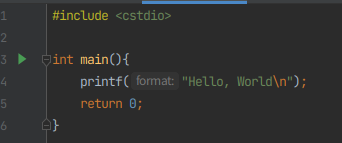 1 #include <cstdio>
2
3 int main(){
4 printf( format: "Hello, World\n");
5 return 0;
6 }